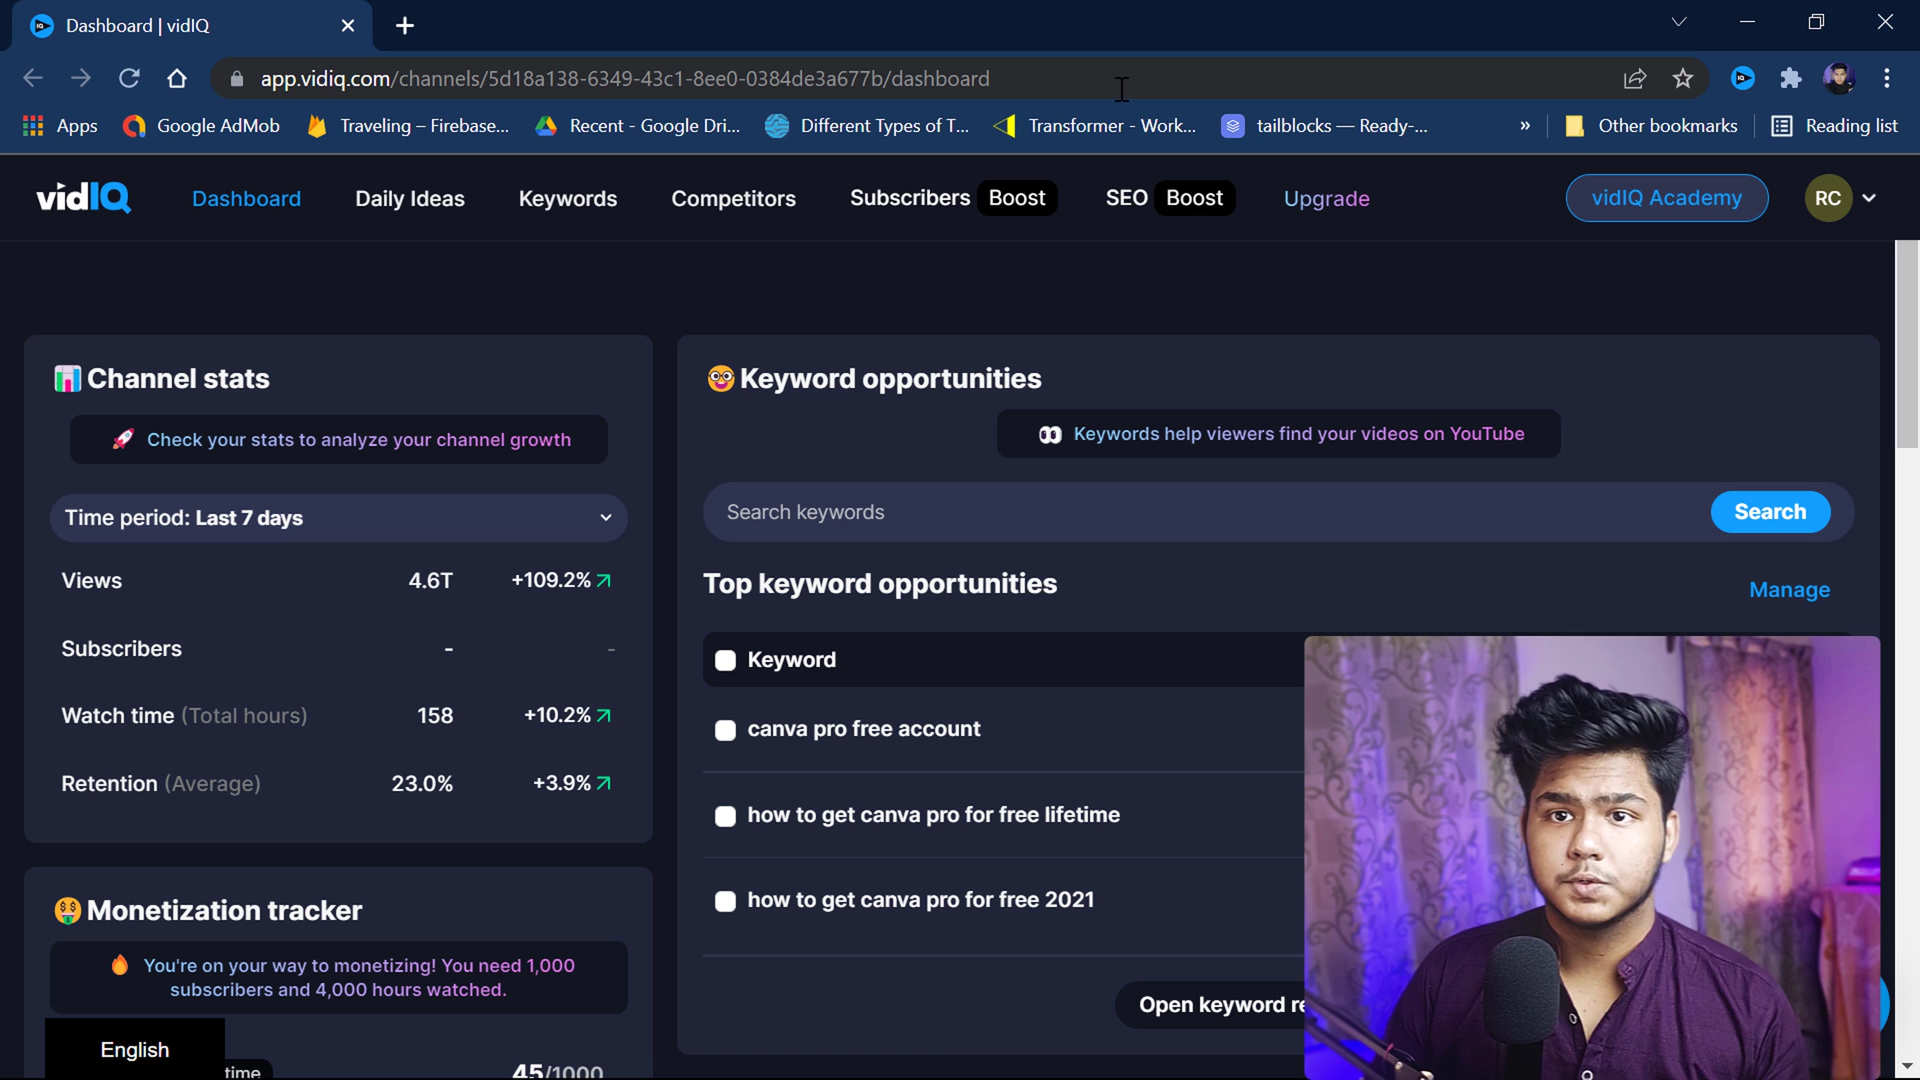 Dashboard | vidIQ
app.vidiq.com/channels/5d18a138-6349-43c1-8ee0-0384de3a677b/dashboard
Apps
Google AdMob
Traveling – Firebase...
Recent - Google Dri...
Different Types of T...
Transformer - Work...
tailblocks — Ready-...
»
Other bookmarks
Reading list
vidIQ
Dashboard
Daily Ideas
Keywords
Competitors
Subscribers Boost
SEO Boost
Upgrade
vidIQ Academy
RC
Channel stats
Check your stats to analyze your channel growth
Time period: Last 7 days
Views 4.6T +109.2%
Subscribers - -
Watch time (Total hours) 158 +10.2%
Retention (Average) 23.0% +3.9%
Monetization tracker
You're on your way to monetizing! You need 1,000
subscribers and 4,000 hours watched.
English
time
45/1000
Keyword opportunities
Keywords help viewers find your videos on YouTube
Search keywords
Search
Top keyword opportunities
Manage
Keyword
canva pro free account
how to get canva pro for free lifetime
how to get canva pro for free 2021
Open keyword re